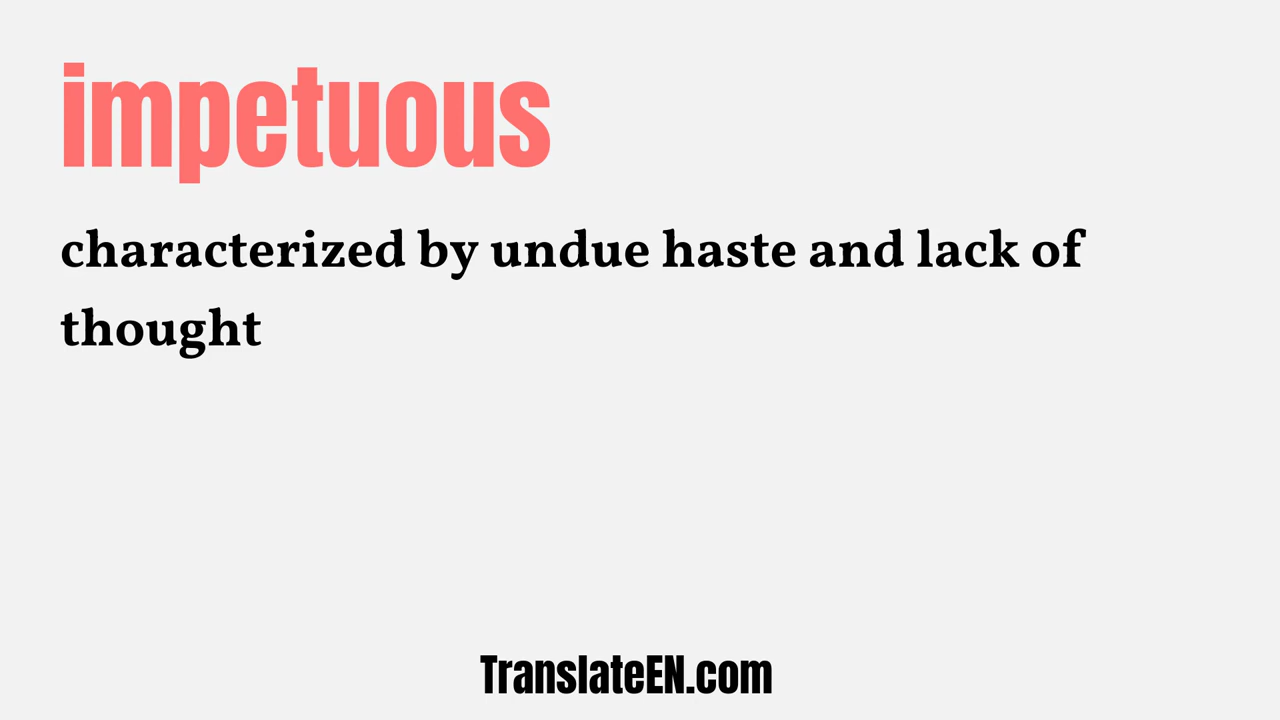 impetuous
characterized by undue haste and lack of
thought
TranslateEN.com